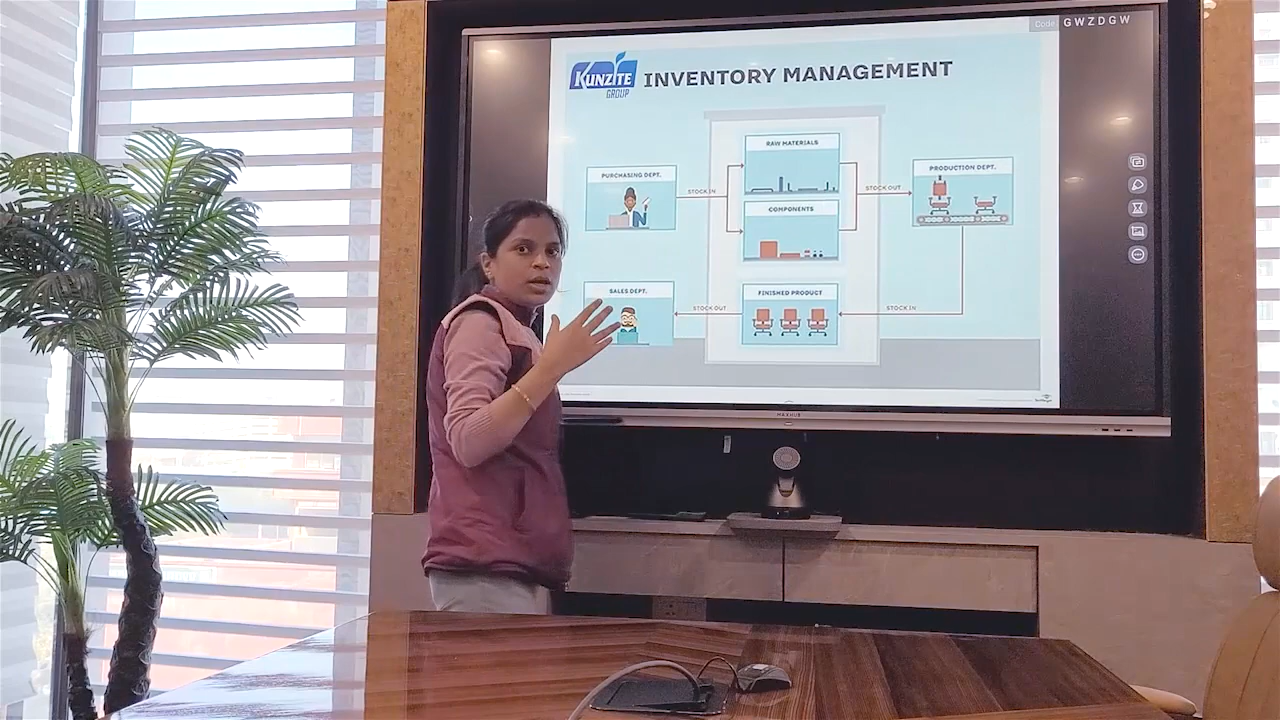 Code: GWZDGW
KUNZITE
GROUP
INVENTORY MANAGEMENT
RAW MATERIALS
PURCHASING DEPT.
PRODUCTION DEPT.
STOCK IN
STOCK OUT
COMPONENTS
SALES DEPT.
FINISHED PRODUCT
STOCK OUT
STOCK IN
MAXHUB